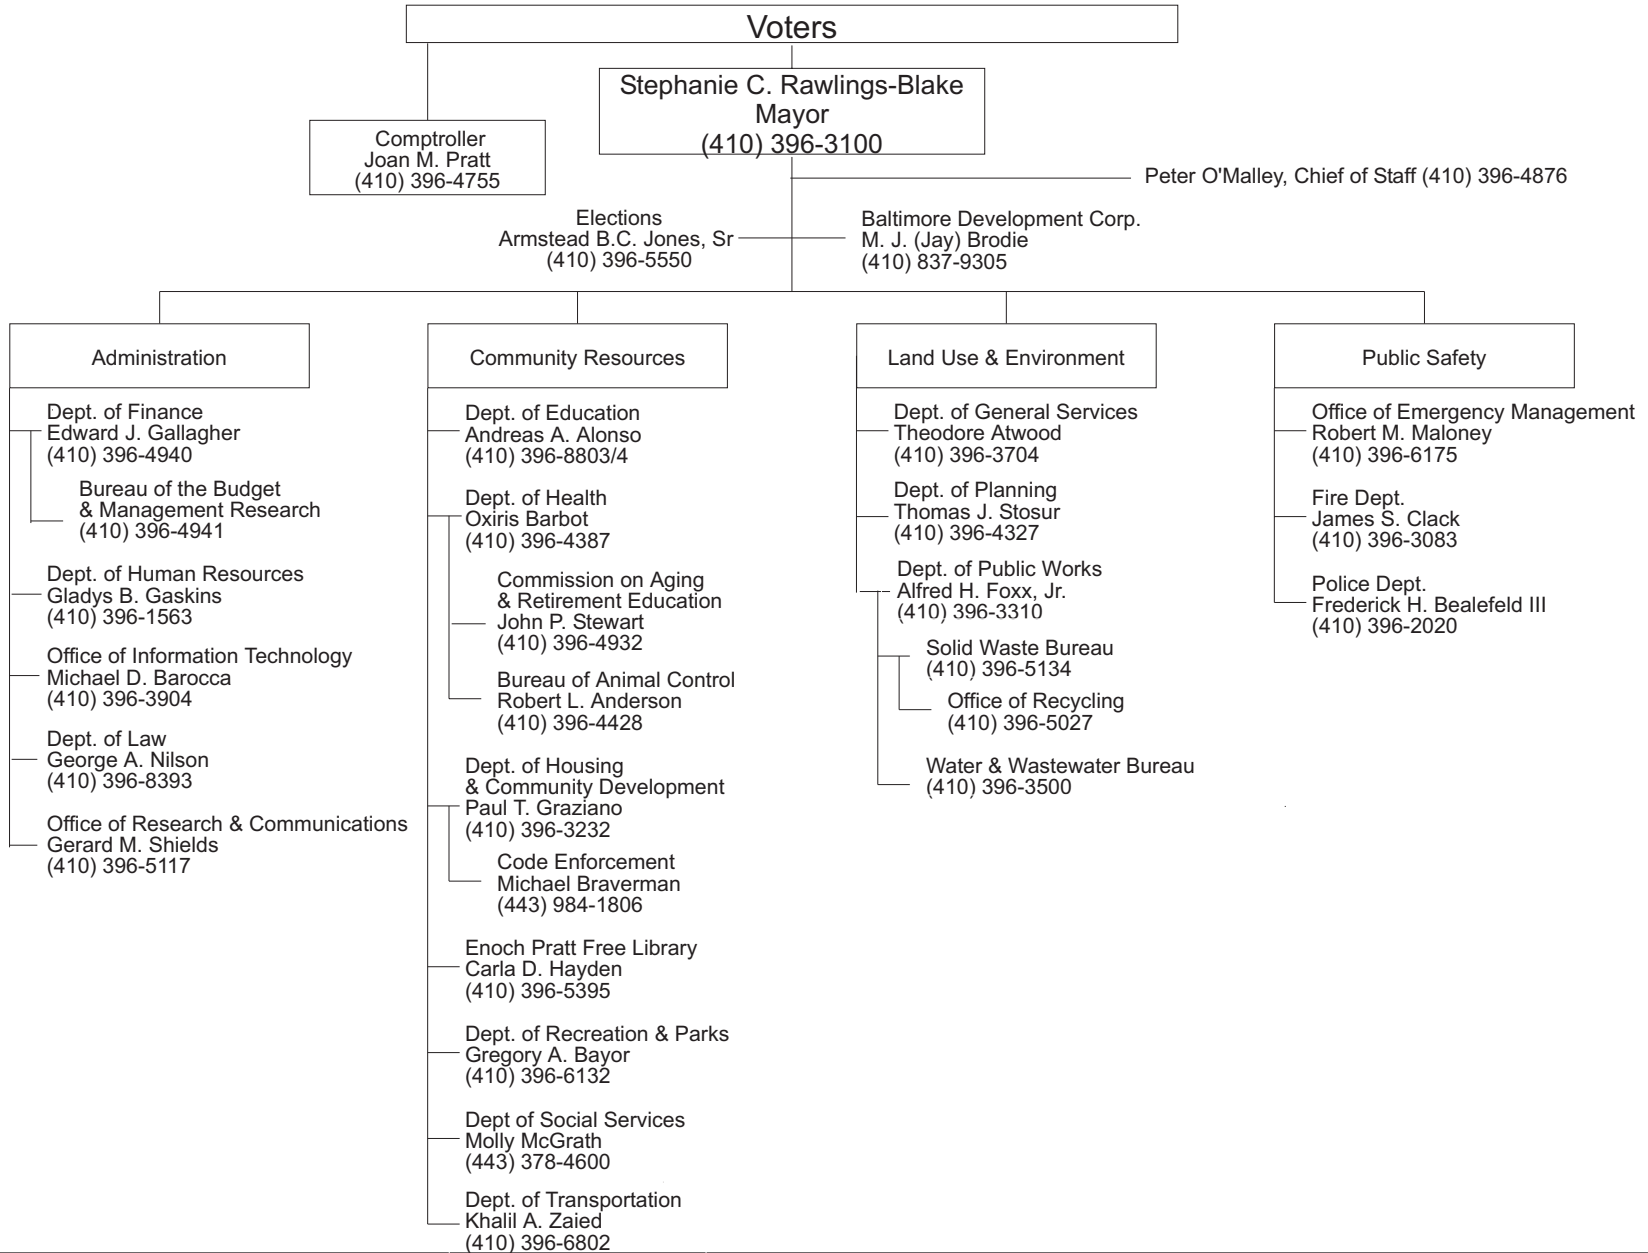 Voters
Stephanie C. Rawlings-Blake
Mayor
(410) 396-3100
Comptroller
Joan M. Pratt
(410) 396-4755
Peter O'Malley, Chief of Staff (410) 396-4876
Elections
Armstead B.C. Jones, Sr
(410) 396-5550
Baltimore Development Corp.
M. J. (Jay) Brodie
(410) 837-9305
Administration
Dept. of Finance
Edward J. Gallagher
(410) 396-4940
Bureau of the Budget
& Management Research
(410) 396-4941
Dept. of Human Resources
Gladys B. Gaskins
(410) 396-1563
Office of Information Technology
Michael D. Barocca
(410) 396-3904
Dept. of Law
George A. Nilson
(410) 396-8393
Office of Research & Communications
Gerard M. Shields
(410) 396-5117
Community Resources
Dept. of Education
Andreas A. Alonso
(410) 396-8803/4
Dept. of Health
Oxiris Barbot
(410) 396-4387
Commission on Aging
& Retirement Education
John P. Stewart
(410) 396-4932
Bureau of Animal Control
Robert L. Anderson
(410) 396-4428
Dept. of Housing
& Community Development
Paul T. Graziano
(410) 396-3232
Code Enforcement
Michael Braverman
(443) 984-1806
Enoch Pratt Free Library
Carla D. Hayden
(410) 396-5395
Dept. of Recreation & Parks
Gregory A. Bayor
(410) 396-6132
Dept of Social Services
Molly McGrath
(443) 378-4600
Dept. of Transportation
Khalil A. Zaied
(410) 396-6802
Land Use & Environment
Dept. of General Services
Theodore Atwood
(410) 396-3704
Dept. of Planning
Thomas J. Stosur
(410) 396-4327
Dept. of Public Works
Alfred H. Foxx, Jr.
(410) 396-3310
Solid Waste Bureau
(410) 396-5134
Office of Recycling
(410) 396-5027
Water & Wastewater Bureau
(410) 396-3500
Public Safety
Office of Emergency Management
Robert M. Maloney
(410) 396-6175
Fire Dept.
James S. Clack
(410) 396-3083
Police Dept.
Frederick H. Bealefeld III
(410) 396-2020